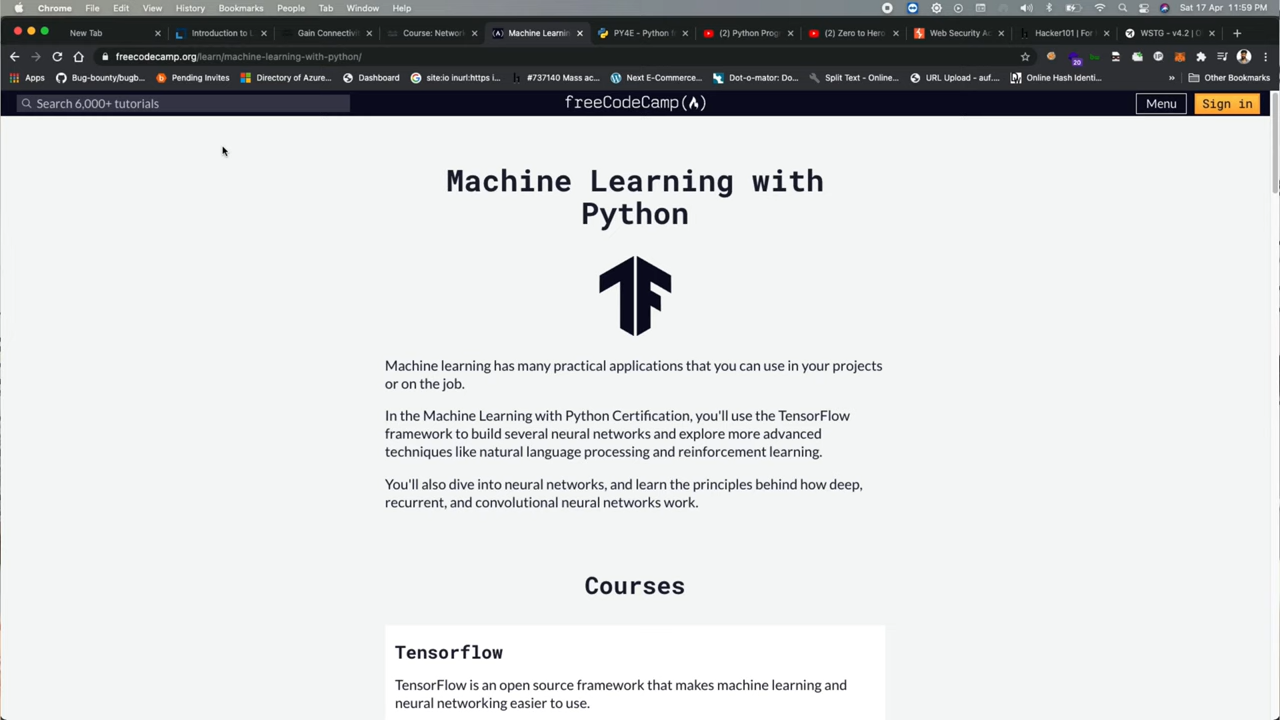 Chrome File Edit View History Bookmarks People Tab Window Help Sat 17 Apr 11:59 PM
New Tab Introduction to L Gain Connectivi Course: Networ Machine Learnin PY4E - Python f (2) Python Prog (2) Zero to Hero Web Security Ac Hacker101 | For WSTG - v4.2 | O
freecodecamp.org/learn/machine-learning-with-python/
Apps Bug-bounty/bugb... Pending Invites Directory of Azure... Dashboard site:io inurl:https i... #737140 Mass ac... Next E-Commerce... Dot-o-mator: Do... Split Text - Online... URL Upload - auf.... Online Hash Identi... » Other Bookmarks
Search 6,000+ tutorials freeCodeCamp Menu Sign in
Machine Learning with
Python
Machine learning has many practical applications that you can use in your projects
or on the job.
In the Machine Learning with Python Certification, you'll use the TensorFlow
framework to build several neural networks and explore more advanced
techniques like natural language processing and reinforcement learning.
You'll also dive into neural networks, and learn the principles behind how deep,
recurrent, and convolutional neural networks work.
Courses
Tensorflow
TensorFlow is an open source framework that makes machine learning and
neural networking easier to use.